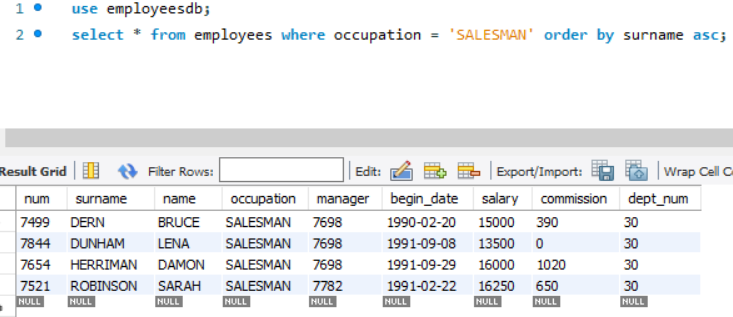 1 use employeesdb;
2 select * from employees where occupation = 'SALESMAN' order by surname asc;
Result Grid Filter Rows: Edit: Export/Import: Wrap Cell
num surname name occupation manager begin_date salary commission dept_num
7499 DERN BRUCE SALESMAN 7698 1990-02-20 15000 390 30
7844 DUNHAM LENA SALESMAN 7698 1991-09-08 13500 0 30
7654 HERRIMAN DAMON SALESMAN 7698 1991-09-29 16000 1020 30
7521 ROBINSON SARAH SALESMAN 7782 1991-02-22 16250 650 30
NULL NULL NULL NULL NULL NULL NULL NULL NULL